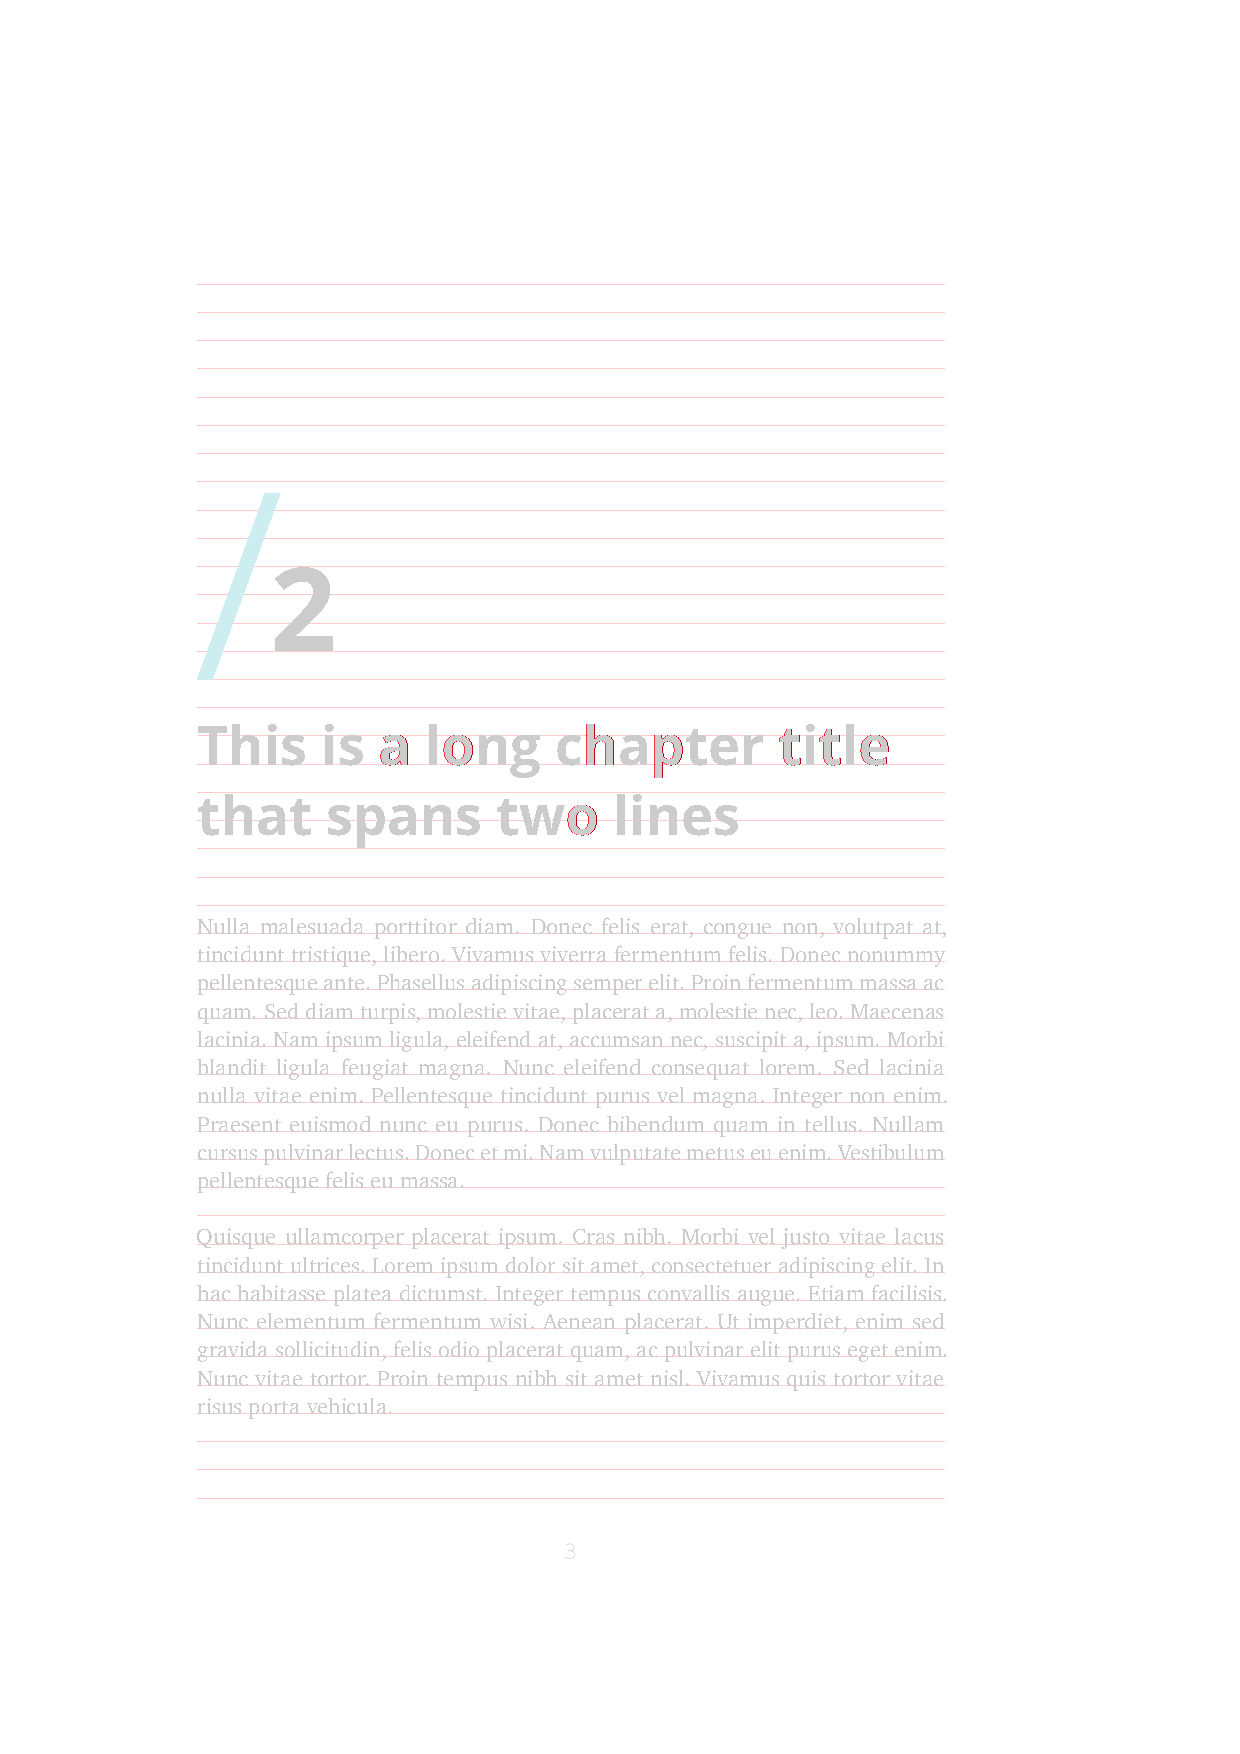 /2
This is a long chapter title
that spans two lines
Nulla malesuada porttitor diam. Donec felis erat, congue non, volutpat at,
tincidunt tristique, libero. Vivamus viverra fermentum felis. Donec nonummy
pellentesque ante. Phasellus adipiscing semper elit. Proin fermentum massa ac
quam. Sed diam turpis, molestie vitae, placerat a, molestie nec, leo. Maecenas
lacinia. Nam ipsum ligula, eleifend at, accumsan nec, suscipit a, ipsum. Morbi
blandit ligula feugiat magna. Nunc eleifend consequat lorem. Sed lacinia
nulla vitae enim. Pellentesque tincidunt purus vel magna. Integer non enim.
Praesent euismod nunc eu purus. Donec bibendum quam in tellus. Nullam
cursus pulvinar lectus. Donec et mi. Nam vulputate metus eu enim. Vestibulum
pellentesque felis eu massa.
Quisque ullamcorper placerat ipsum. Cras nibh. Morbi vel justo vitae lacus
tincidunt ultrices. Lorem ipsum dolor sit amet, consectetuer adipiscing elit. In
hac habitasse platea dictumst. Integer tempus convallis augue. Etiam facilisis.
Nunc elementum fermentum wisi. Aenean placerat. Ut imperdiet, enim sed
gravida sollicitudin, felis odio placerat quam, ac pulvinar elit purus eget enim.
Nunc vitae tortor. Proin tempus nibh sit amet nisl. Vivamus quis tortor vitae
risus porta vehicula.
3